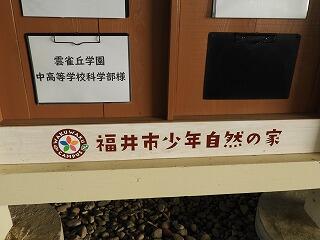 雲雀丘学園
中高等学校科学部様
福井市少年自然の家